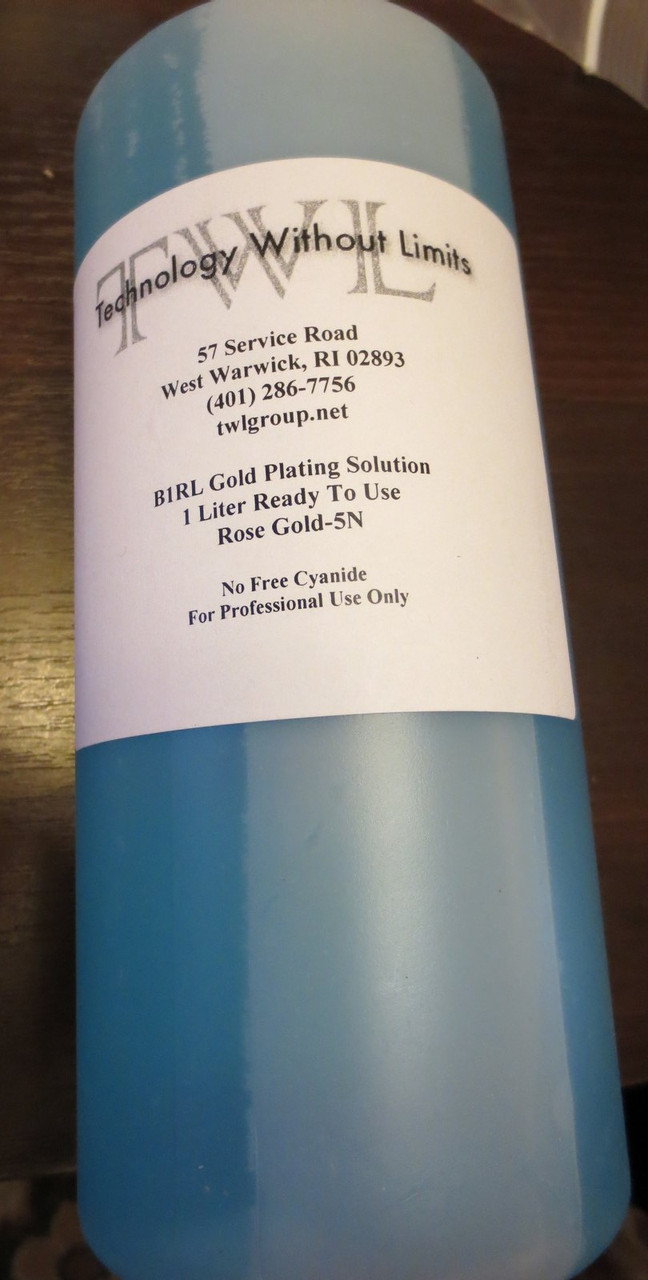 TWL
Technology Without Limits
57 Service Road
West Warwick, RI 02893
(401) 286-7756
twlgroup.net
B1RL Gold Plating Solution
1 Liter Ready To Use
Rose Gold-5N
No Free Cyanide
For Professional Use Only